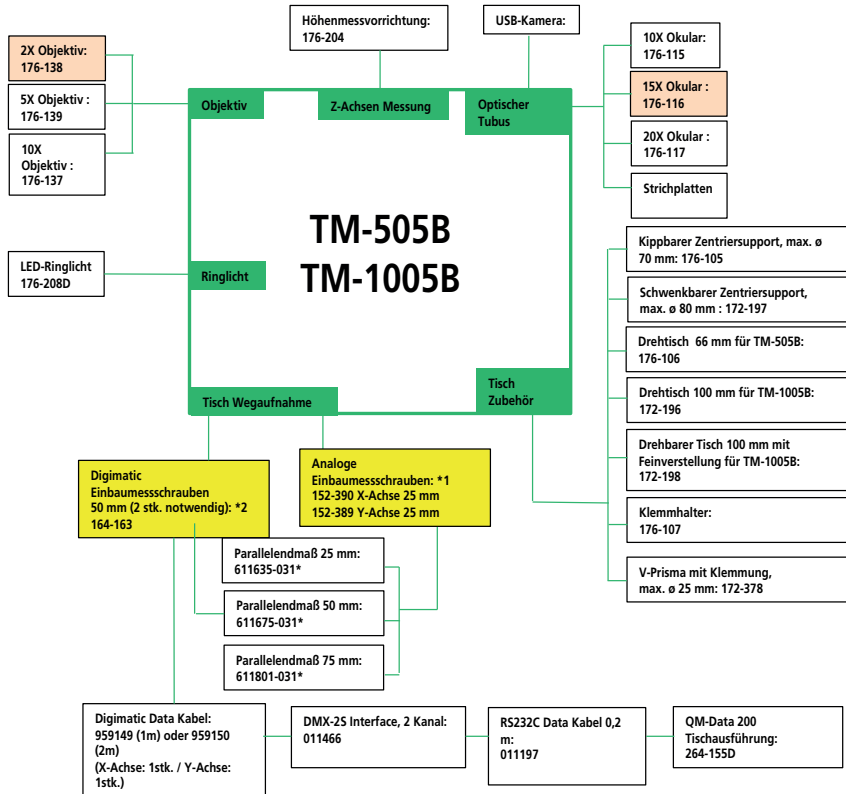 Höhenmessvorrichtung:
176-204
USB-Kamera:
2X Objektiv:
176-138
5X Objektiv :
176-139
10X
Objektiv :
176-137
Objektiv
Z-Achsen Messung
Optischer
Tubus
10X Okular:
176-115
15X Okular :
176-116
20X Okular :
176-117
Strichplatten
TM-505B
TM-1005B
LED-Ringlicht
176-208D
Ringlicht
Tisch Wegaufnahme
Tisch
Zubehör
Kippbarer Zentriersupport, max. ø
70 mm: 176-105
Schwenkbarer Zentriersupport,
max. ø 80 mm : 172-197
Drehtisch 66 mm für TM-505B:
176-106
Drehtisch 100 mm für TM-1005B:
172-196
Drehbarer Tisch 100 mm mit
Feinverstellung für TM-1005B:
172-198
Klemmhalter:
176-107
V-Prisma mit Klemmung,
max. ø 25 mm: 172-378
Digimatic
Einbaumessschrauben
50 mm (2 stk. notwendig): *2
164-163
Analoge
Einbaumessschrauben: *1
152-390 X-Achse 25 mm
152-389 Y-Achse 25 mm
Parallelendmaß 25 mm:
611635-031*
Parallelendmaß 50 mm:
611675-031*
Parallelendmaß 75 mm:
611801-031*
Digimatic Data Kabel:
959149 (1m) oder 959150
(2m)
(X-Achse: 1stk. / Y-Achse:
1stk.)
DMX-2S Interface, 2 Kanal:
011466
RS232C Data Kabel 0,2
m:
011197
QM-Data 200
Tischausführung:
264-155D